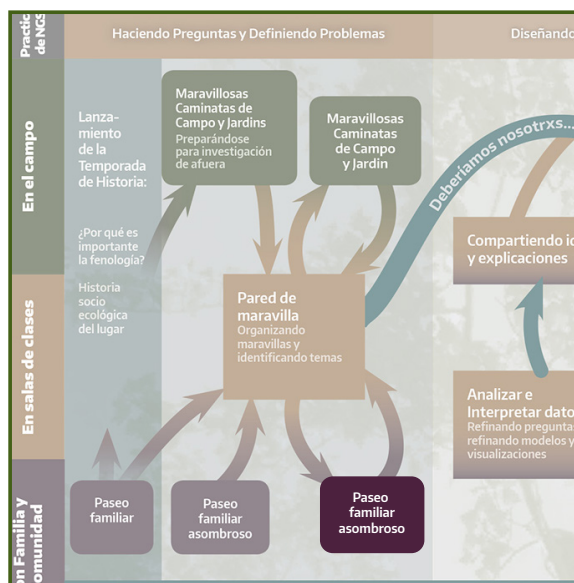 Practic
de NGS
Haciendo Preguntas y Definiendo Problemas
Diseñando
En el campo
Lanza-
miento
de la
Temporada
de Historia:
¿Por qué es
importante
la fenología?
Historia
socio
ecológica
del lugar
Maravillosas
Caminatas de
Campo y Jardins
Preparándose
para investigación
de afuera
Maravillosas
Caminatas
de Campo
y Jardin
Deberíamos nosotrxs...
Compartiendo id
y explicaciones
En salas de clases
Pared de
maravilla
Organizando
maravillas y
identificando temas
Analizar e
Interpretar dato
Refinando preguntas
refinando modelos y
visualizaciones
on Familia y
omunidad
Paseo
familiar
Paseo
familiar
asombroso
Paseo
familiar
asombroso